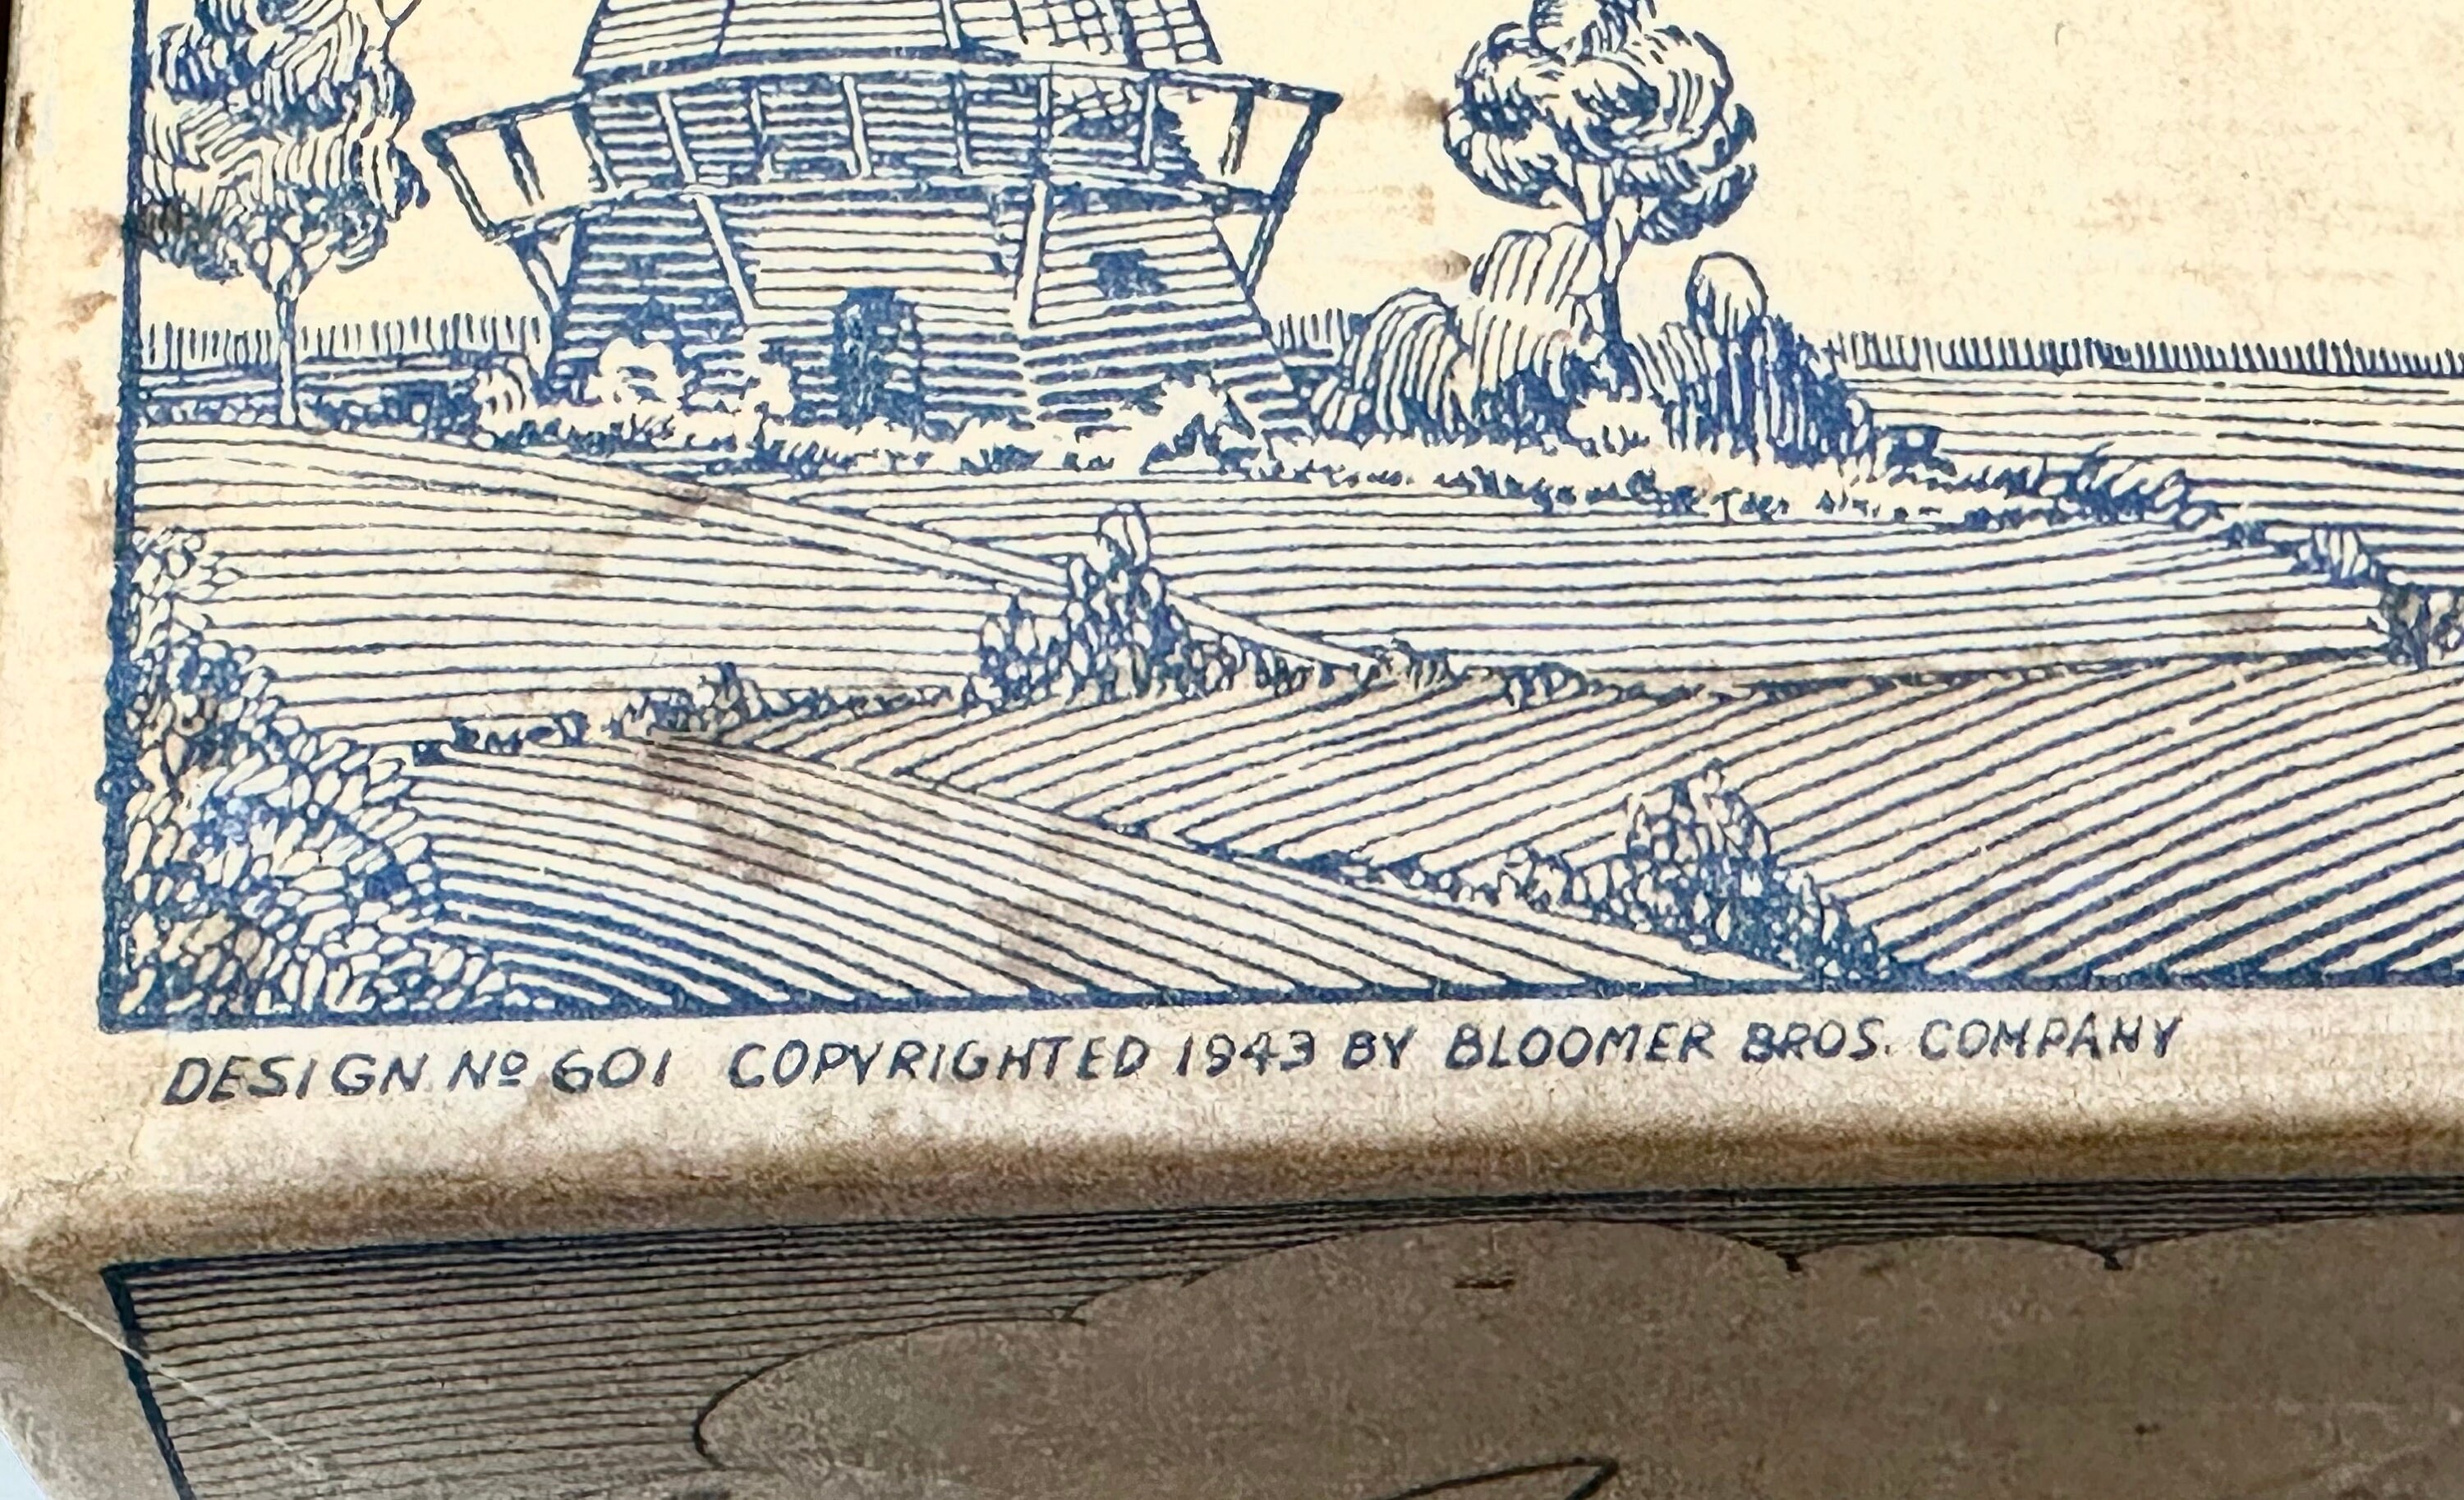 DESIGN Nº 601 COPYRIGHTED 1943 BY BLOOMER BROS. COMPANY